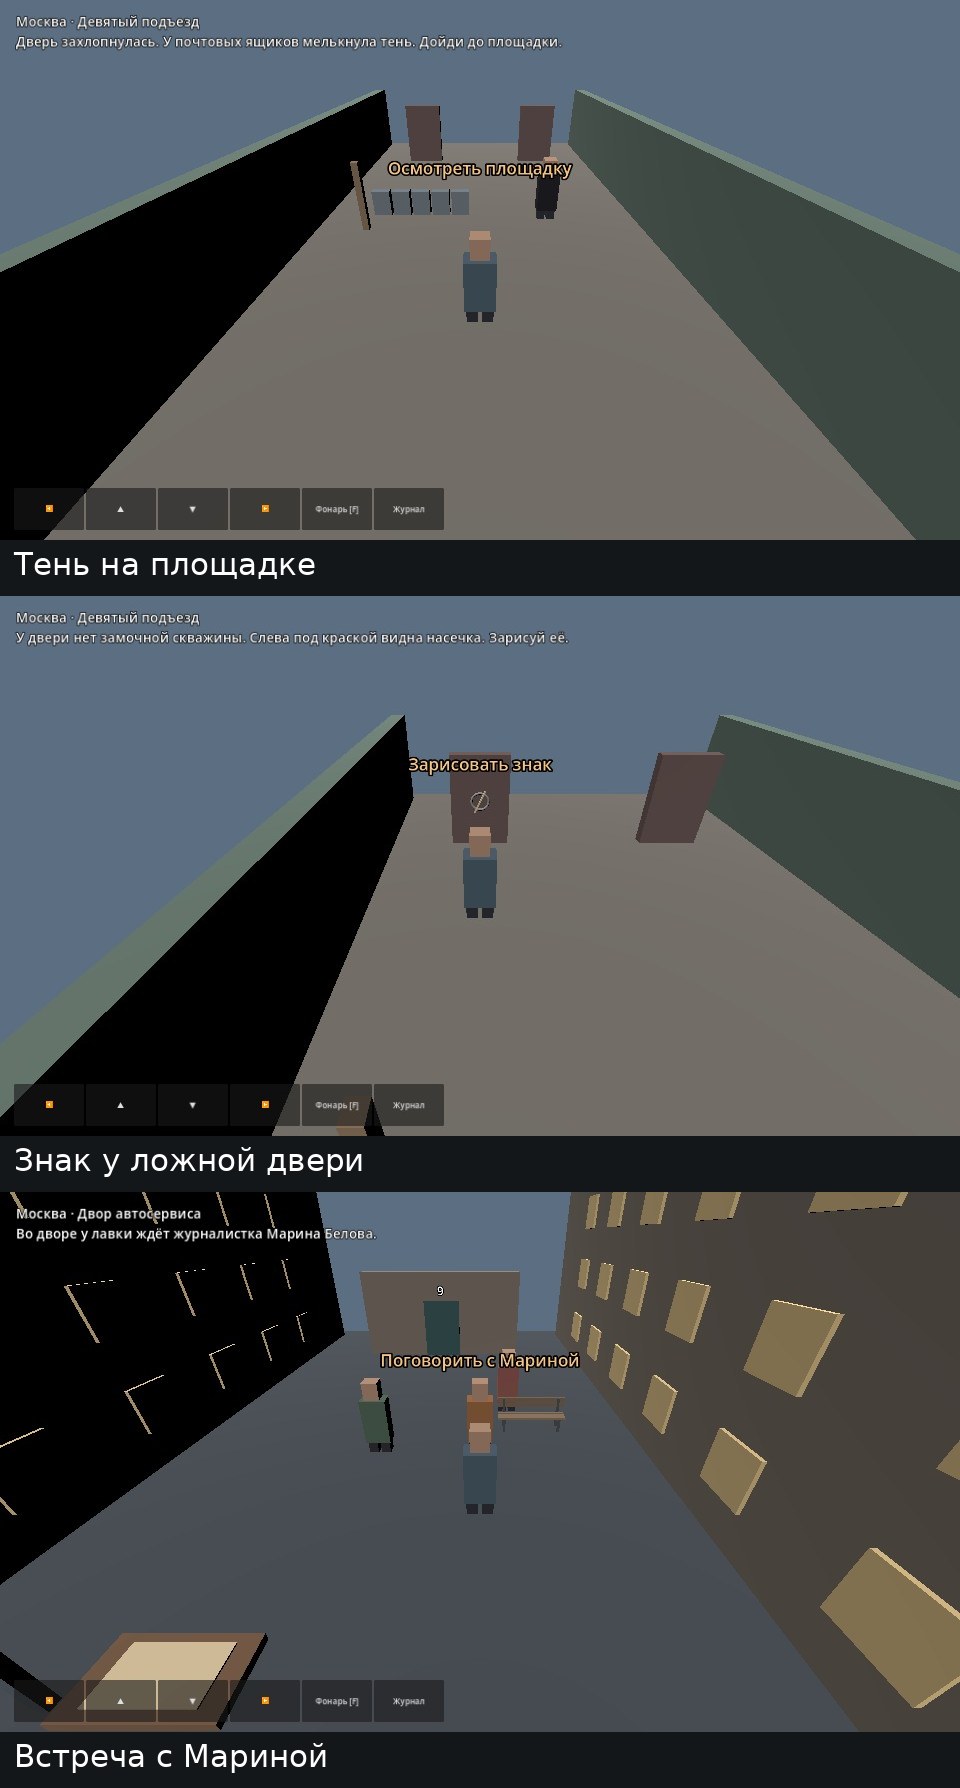 Москва · Девятый подъезд
Дверь захлопнулась. У почтовых ящиков мелькнула тень. Дойди до площадки.
Осмотреть площадку
Фонарь [F] Журнал
Тень на площадке
Москва · Девятый подъезд
У двери нет замочной скважины. Слева под краской видна насечка. Зарисуй её.
Зарисовать знак
Фонарь [F] Журнал
Знак у ложной двери
Москва · Двор автосервиса
Во дворе у лавки ждёт журналистка Марина Белова.
9
Поговорить с Мариной
Фонарь [F] Журнал
Встреча с Мариной